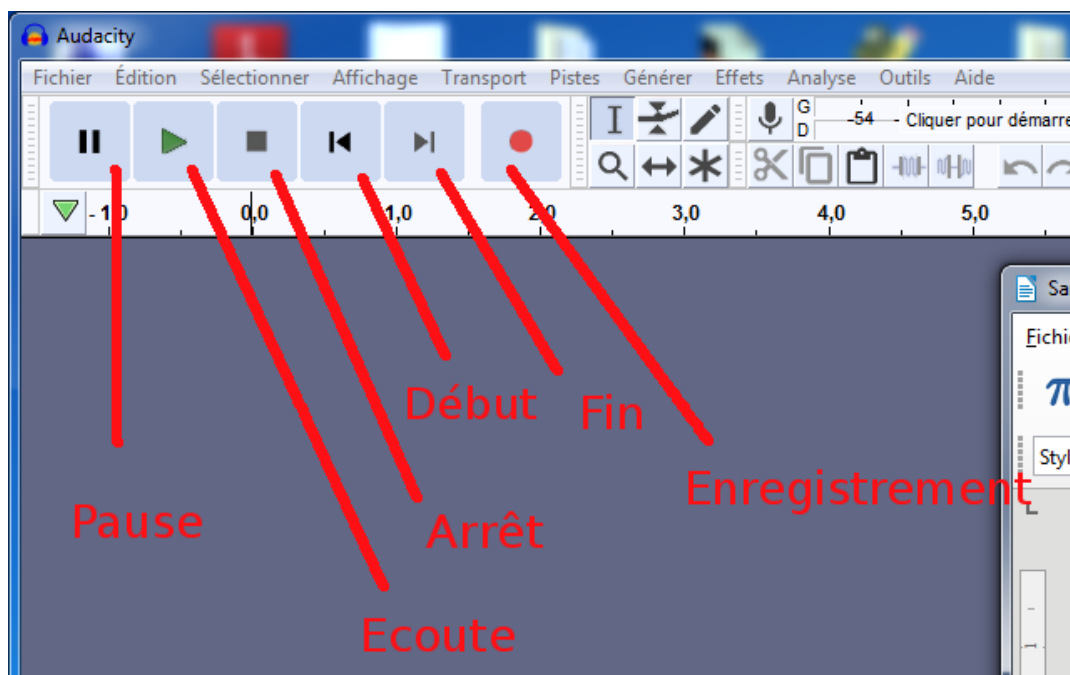 Audacity
Fichier Édition Sélectionner Affichage Transport Pistes Générer Effets Analyse Outils Aide
G
D
-54 - Cliquer pour démarre
- 1,0 0,0 1,0 2,0 3,0 4,0 5,0
Sa
Fichi
π
Styl
Début
Fin
Enregistrement
Pause
Arrêt
Ecoute
1